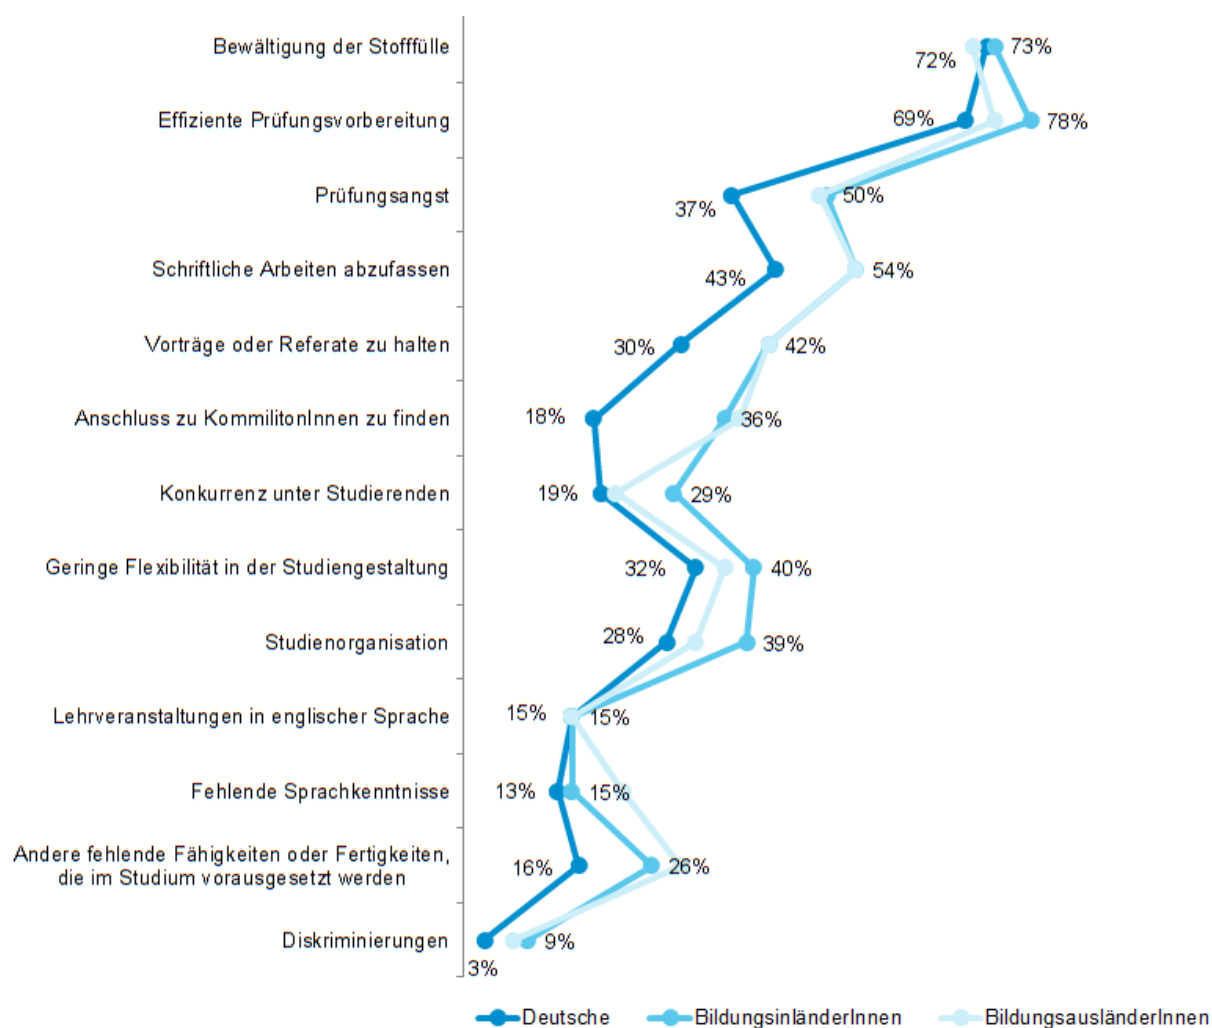 Bewältigung der Stofffülle
72%
73%
Effiziente Prüfungsvorbereitung
69%
78%
Prüfungsangst
37%
50%
Schriftliche Arbeiten abzufassen
43%
54%
Vorträge oder Referate zu halten
30%
42%
Anschluss zu KommilitonInnen zu finden
18%
36%
Konkurrenz unter Studierenden
19%
29%
Geringe Flexibilität in der Studiengestaltung
32%
40%
Studienorganisation
28%
39%
Lehrveranstaltungen in englischer Sprache
15%
15%
Fehlende Sprachkenntnisse
13%
15%
Andere fehlende Fähigkeiten oder Fertigkeiten,
die im Studium vorausgesetzt werden
16%
26%
Diskriminierungen
3%
9%
Deutsche
BildungsinländerInnen
BildungsausländerInnen